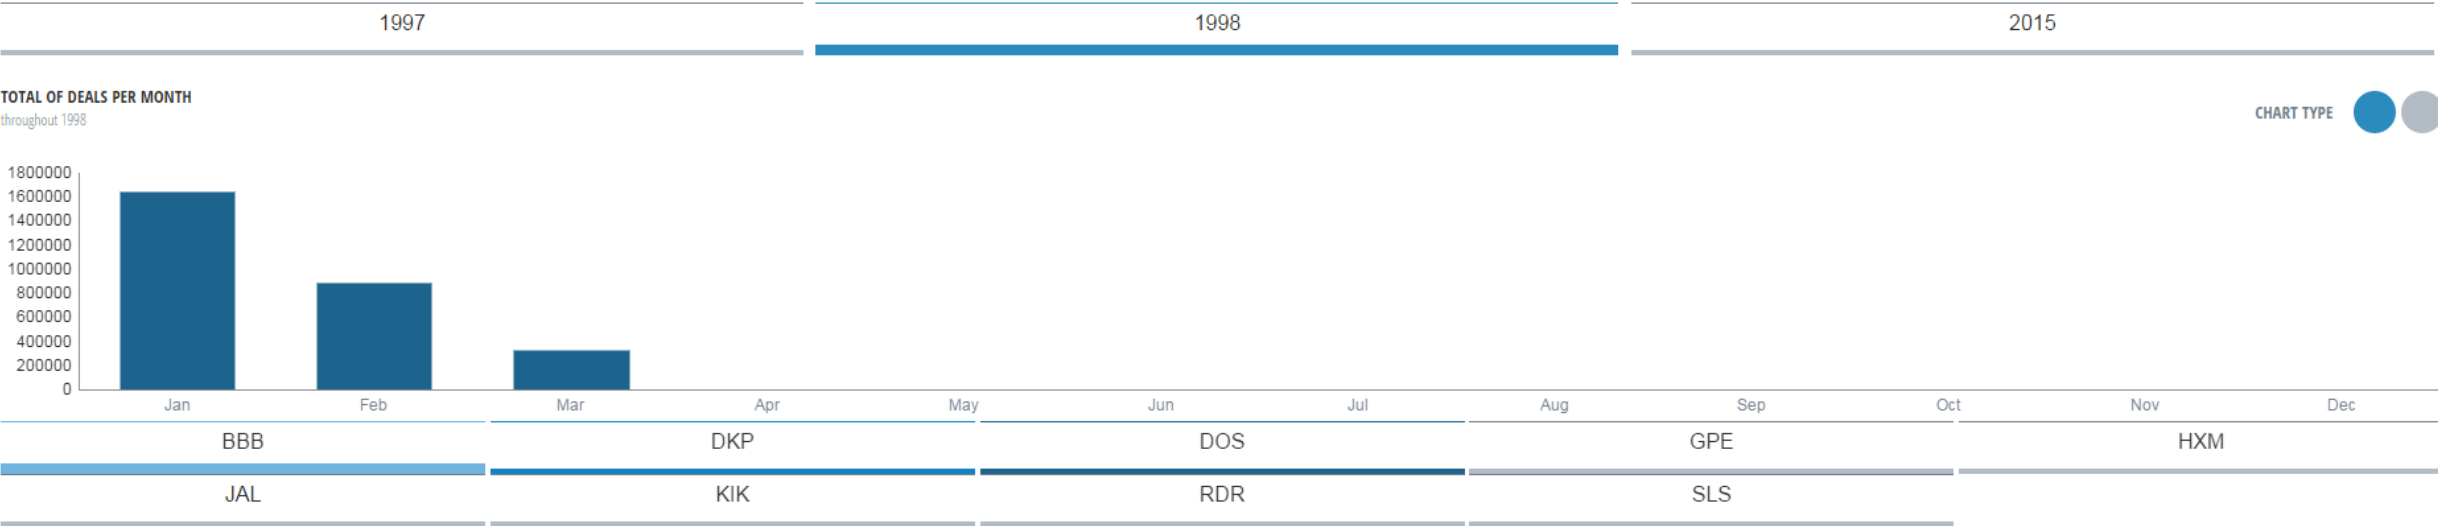 1997 1998 2015
TOTAL OF DEALS PER MONTH
throughout 1998
CHART TYPE
1800000
1600000
1400000
1200000
1000000
800000
600000
400000
200000
0
Jan Feb Mar Apr May Jun Jul Aug Sep Oct Nov Dec
BBB DKP DOS GPE HXM
JAL KIK RDR SLS